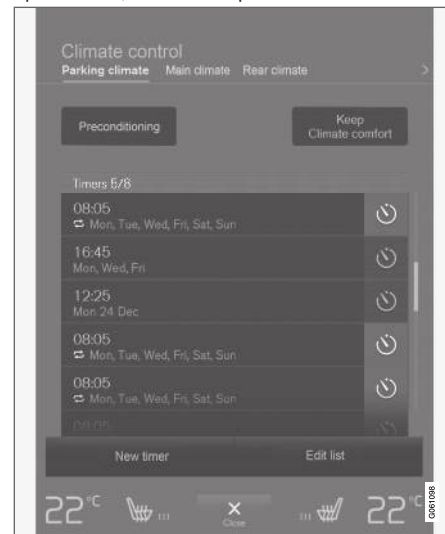 Climate control
Parking climate Main climate Rear climate
Preconditioning
Keep
Climate comfort
Timers 5/8
08:05
Mon, Tue, Wed, Fri, Sat, Sun
16:45
Mon, Wed, Fri
12:25
Mon 24 Dec
08:05
Mon, Tue, Wed, Fri, Sat, Sun
08:05
Mon, Tue, Wed, Fri, Sat, Sun
New timer Edit list
22°C 22°C
Close
G061098